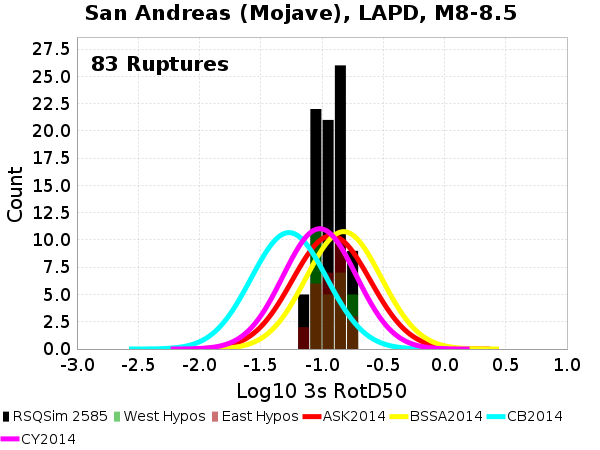 San Andreas (Mojave), LAPD, M8-8.5
83 Ruptures
Count
27.5
25.0
22.5
20.0
17.5
15.0
12.5
10.0
7.5
5.0
2.5
0.0
-3.0 -2.5 -2.0 -1.5 -1.0 -0.5 0.0 0.5 1.0
Log10 3s RotD50
RSQSim 2585 West Hypos East Hypos ASK2014 BSSA2014 CB2014
CY2014